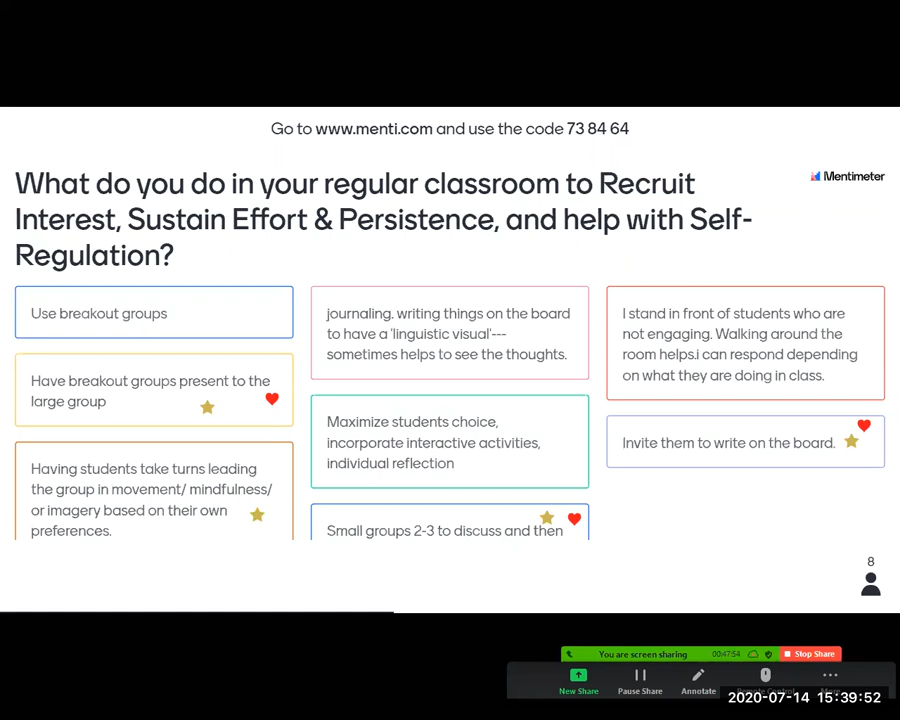 Go to www.menti.com and use the code 73 84 64
What do you do in your regular classroom to Recruit
Interest, Sustain Effort & Persistence, and help with Self-
Regulation?
Mentimeter
Use breakout groups
Have breakout groups present to the
large group
Having students take turns leading
the group in movement/ mindfulness/
or imagery based on their own
preferences.
journaling. writing things on the board
to have a 'linguistic visual'---
sometimes helps to see the thoughts.
Maximize students choice,
incorporate interactive activities,
individual reflection
Small groups 2-3 to discuss and then
I stand in front of students who are
not engaging. Walking around the
room helps.i can respond depending
on what they are doing in class.
Invite them to write on the board.
8
You are screen sharing
00:47:54
Stop Share
New Share
Pause Share
Annotate
2020-07-14 15:39:52